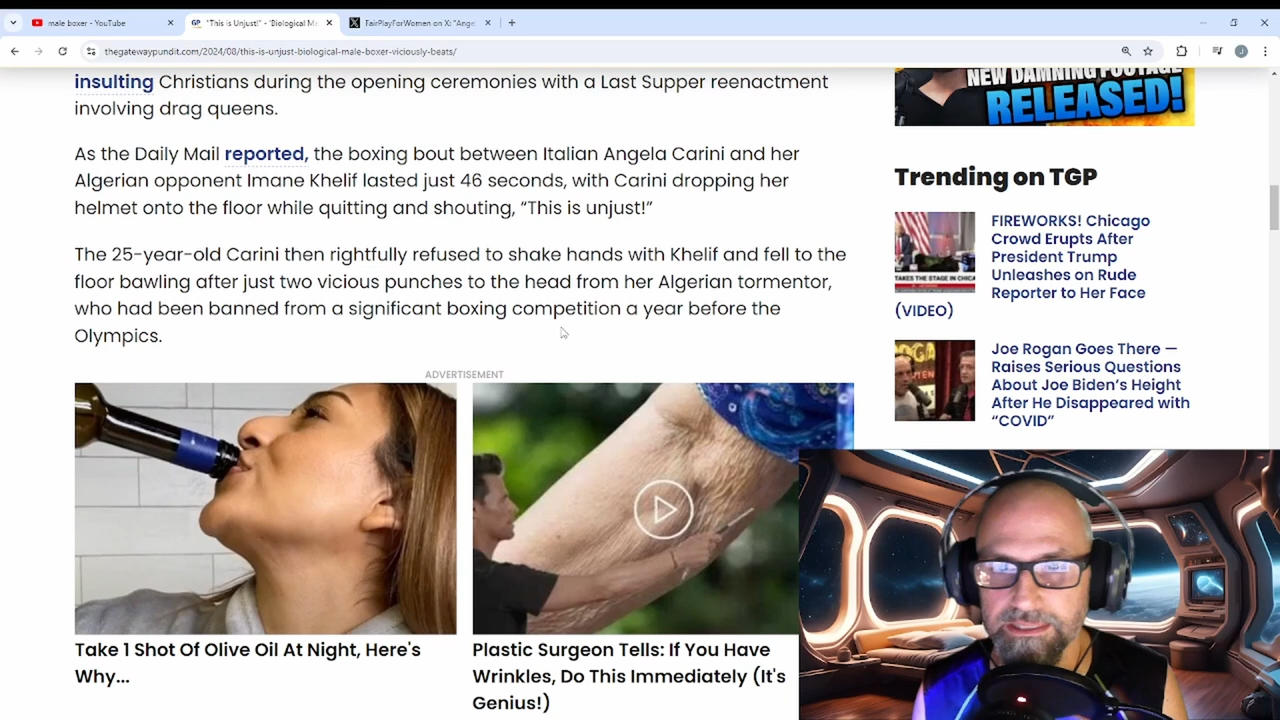 male boxer - YouTube
"This is Unjust!" - 'Biological Ma
FairPlayForWomen on X: "Ange
thegatewaypundit.com/2024/08/this-is-unjust-biological-male-boxer-viciously-beats/
insulting Christians during the opening ceremonies with a Last Supper reenactment
involving drag queens.
As the Daily Mail reported, the boxing bout between Italian Angela Carini and her
Algerian opponent Imane Khelif lasted just 46 seconds, with Carini dropping her
helmet onto the floor while quitting and shouting, “This is unjust!”
The 25-year-old Carini then rightfully refused to shake hands with Khelif and fell to the
floor bawling after just two vicious punches to the head from her Algerian tormentor,
who had been banned from a significant boxing competition a year before the
Olympics.
ADVERTISEMENT
Take 1 Shot Of Olive Oil At Night, Here's
Why...
Plastic Surgeon Tells: If You Have
Wrinkles, Do This Immediately (It's
Genius!)
NEW DAMNING FOOTAGE
RELEASED!
Trending on TGP
FIREWORKS! Chicago
Crowd Erupts After
President Trump
Unleashes on Rude
Reporter to Her Face
(VIDEO)
TAKES THE STAGE IN CHICA
Joe Rogan Goes There —
Raises Serious Questions
About Joe Biden's Height
After He Disappeared with
“COVID”